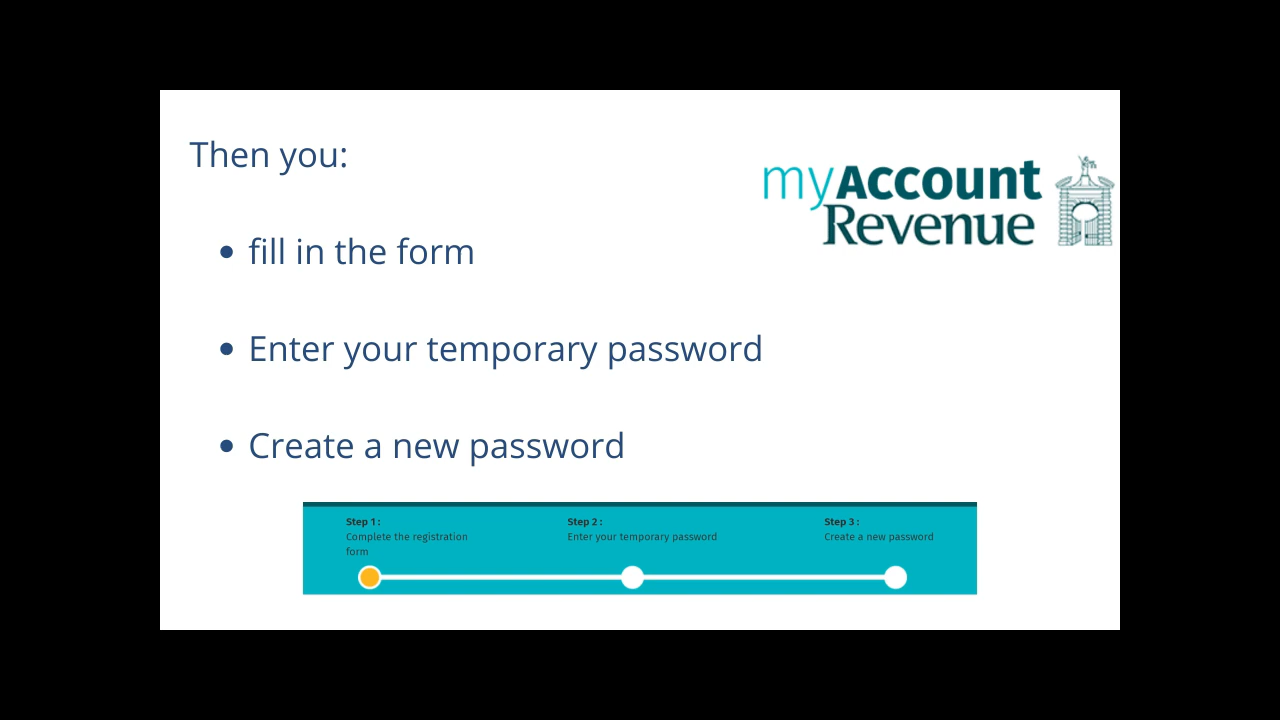 Then you:
myAccount
Revenue
• fill in the form
• Enter your temporary password
• Create a new password
Step 1:
Complete the registration
form
Step 2:
Enter your temporary password
Step 3:
Create a new password